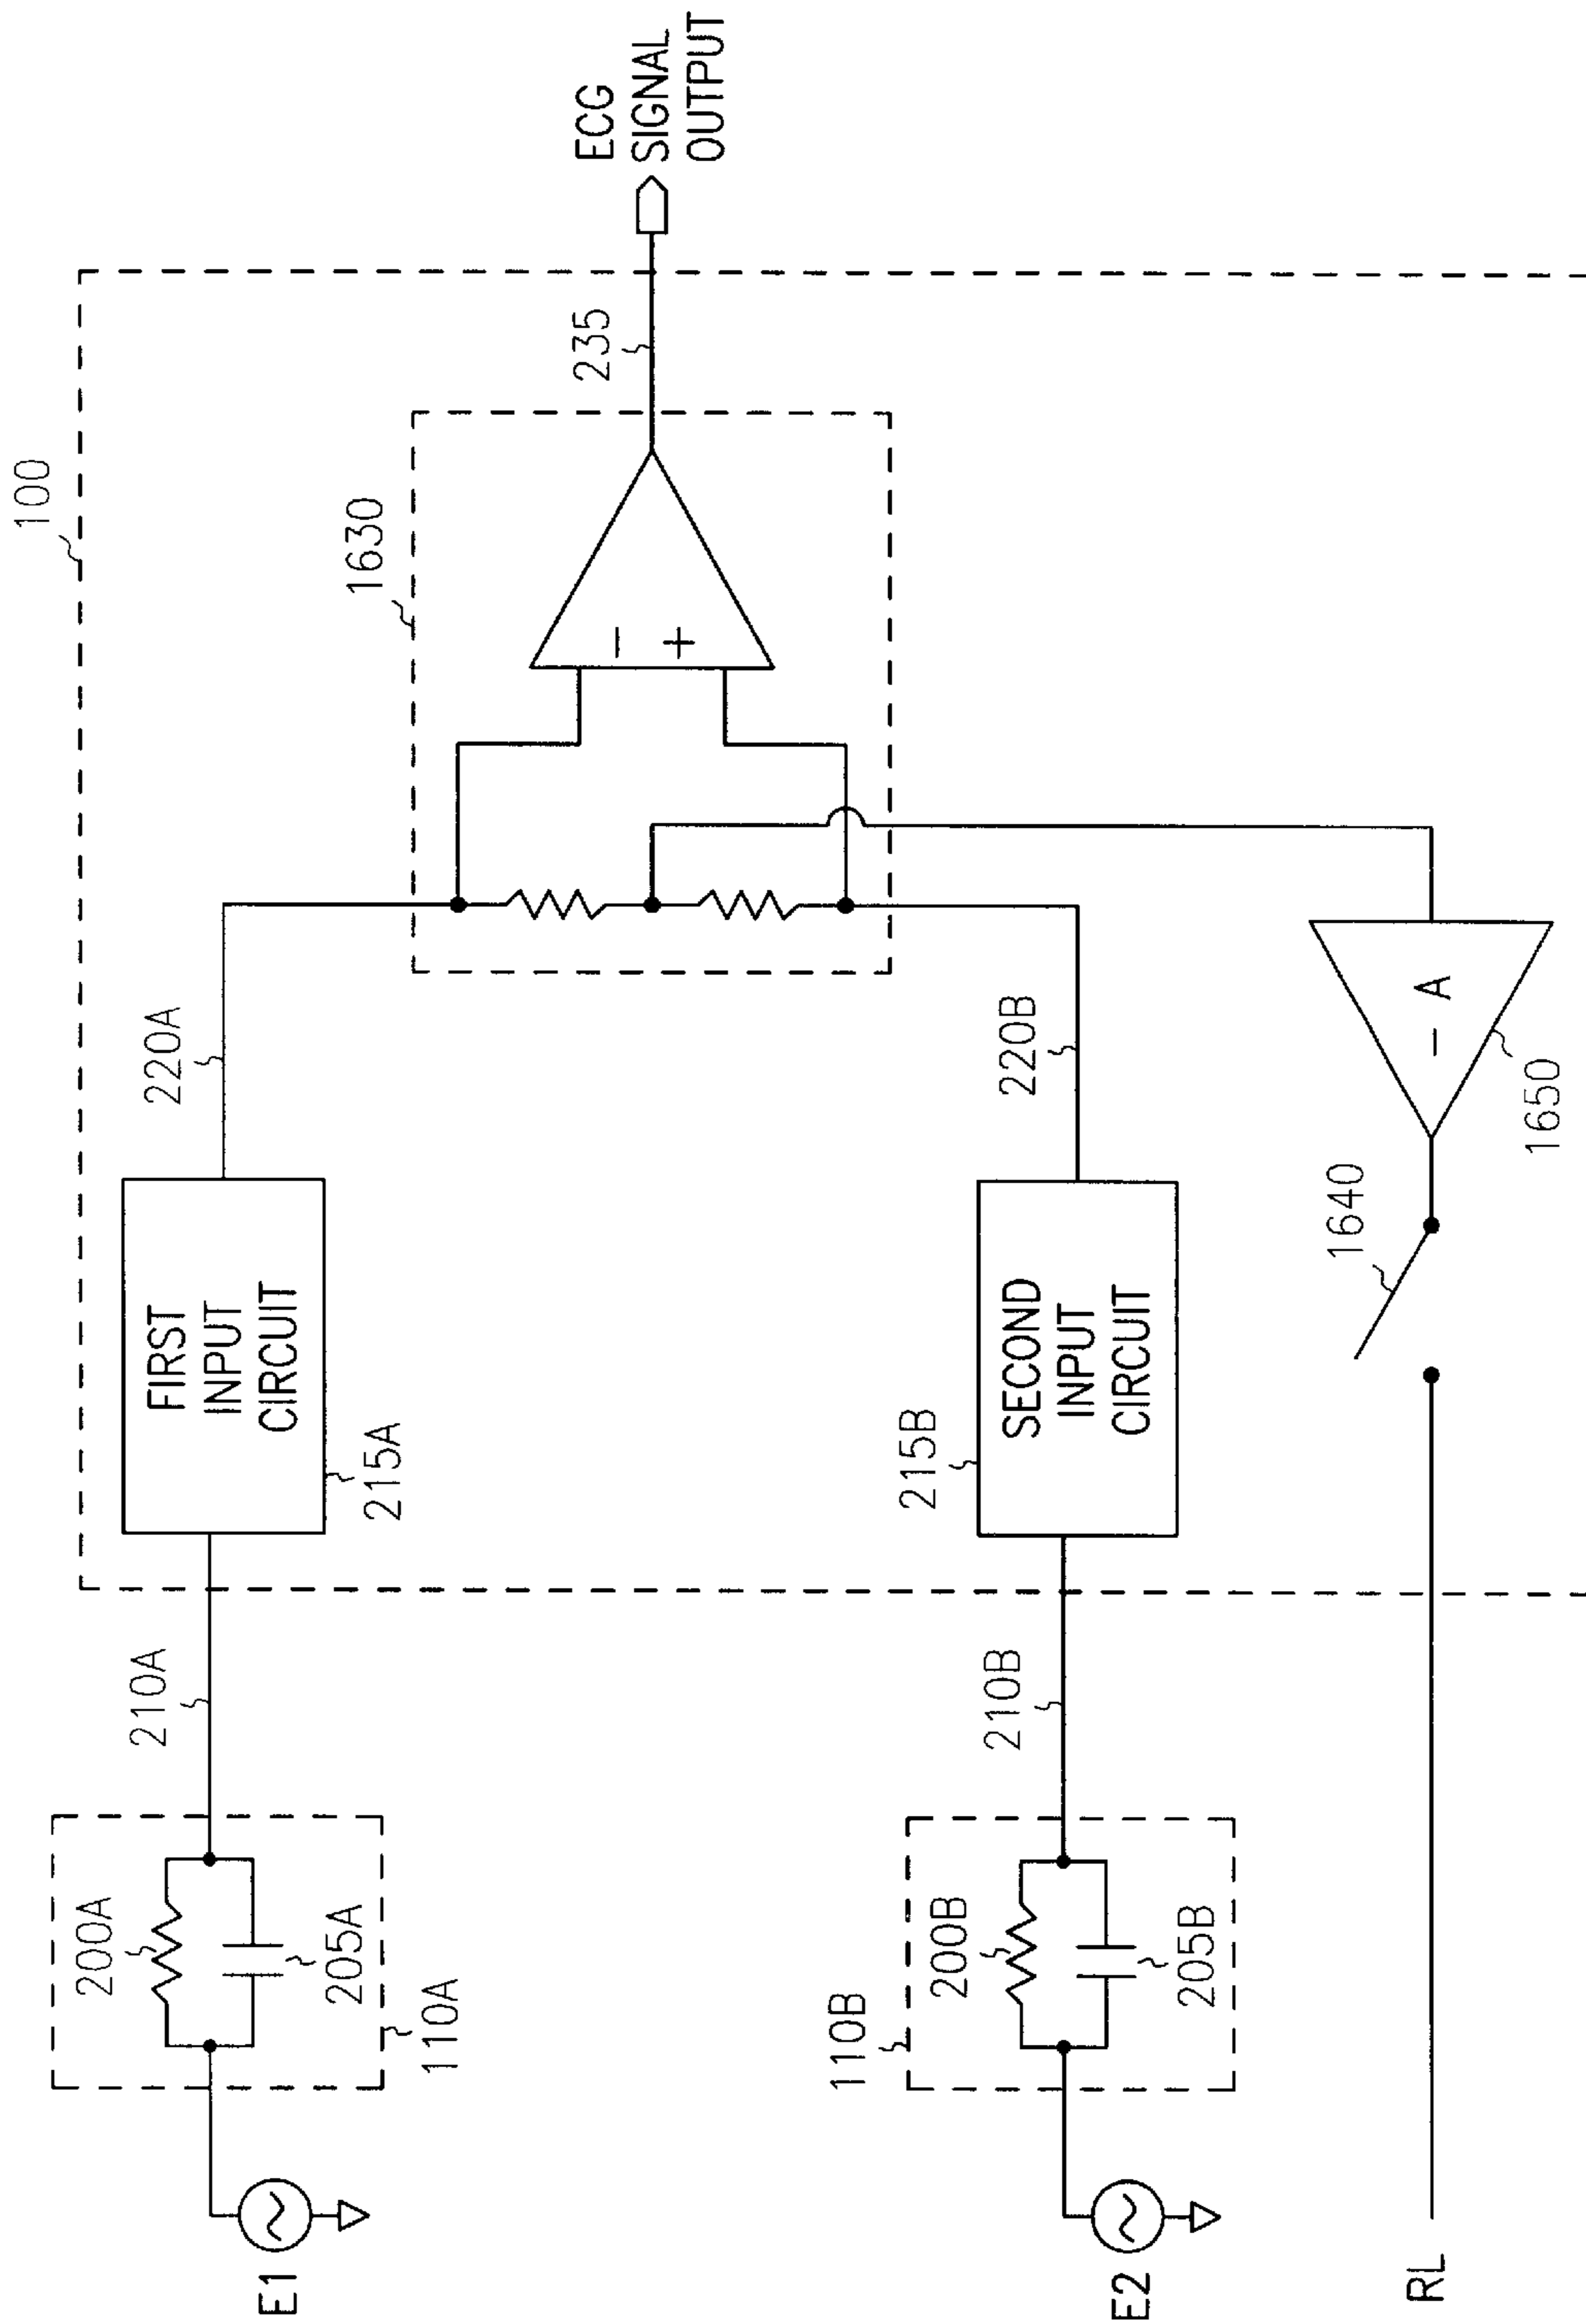 100
ECG
SIGNAL
OUTPUT
235
1630
−
+
220A
FIRST
INPUT
CIRCUIT
215A
210A
200A
205A
110A
E1
220B
SECOND
INPUT
CIRCUIT
215B
210B
110B
200B
205B
E2
− A
1650
1640
RL